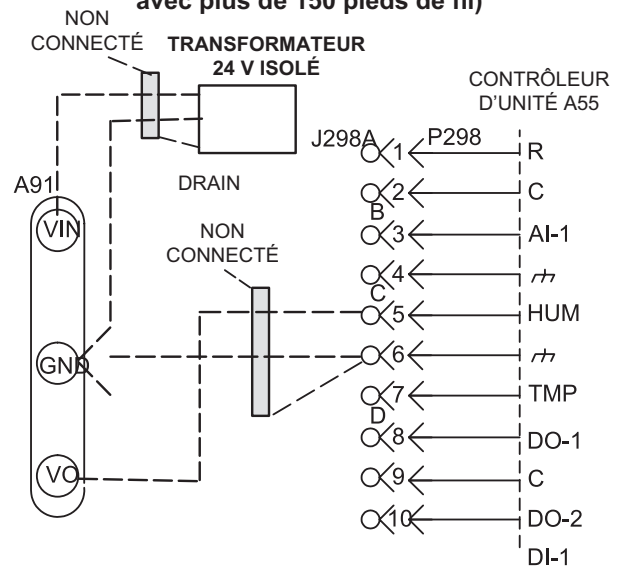 avec plus de 150 pieds de fil)
NON
CONNECTÉ
TRANSFORMATEUR
24 V ISOLÉ
CONTRÔLEUR
D'UNITÉ A55
J298A
P298
A91
DRAIN
NON
CONNECTÉ
VIN
GND
VO
1
R
2
C
B
3
AI-1
4
C
5
HUM
6
7
TMP
D
8
DO-1
9
C
10
DO-2
DI-1